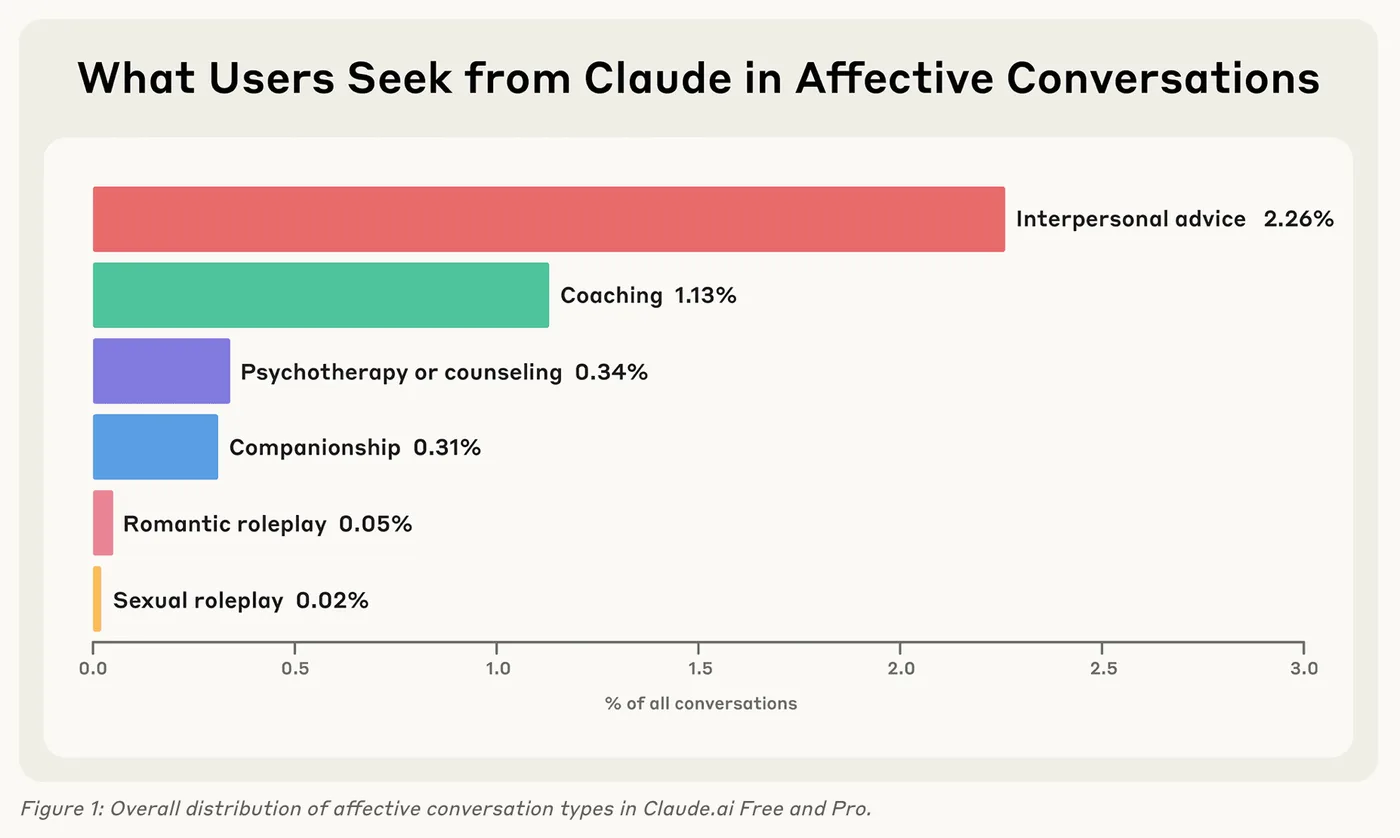 What Users Seek from Claude in Affective Conversations
Interpersonal advice 2.26%
Coaching 1.13%
Psychotherapy or counseling 0.34%
Companionship 0.31%
Romantic roleplay 0.05%
Sexual roleplay 0.02%
0.0 0.5 1.0 1.5 2.0 2.5 3.0
% of all conversations
Figure 1: Overall distribution of affective conversation types in Claude.ai Free and Pro.